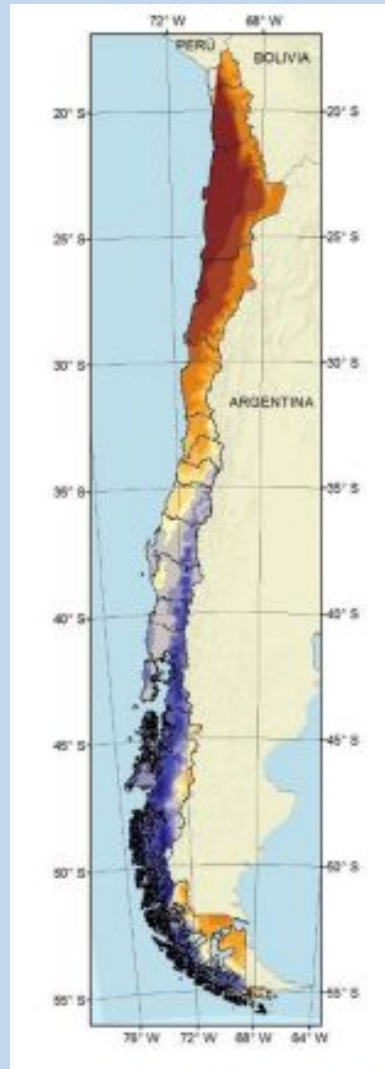 72° W 68° W
PERÚ
BOLIVIA
20° S 20° S
25° S 25° S
30° S 30° S
ARGENTINA
35° S 35° S
40° S 40° S
45° S 45° S
50° S 50° S
55° S 55° S
76° W 72° W 68° W 64° W